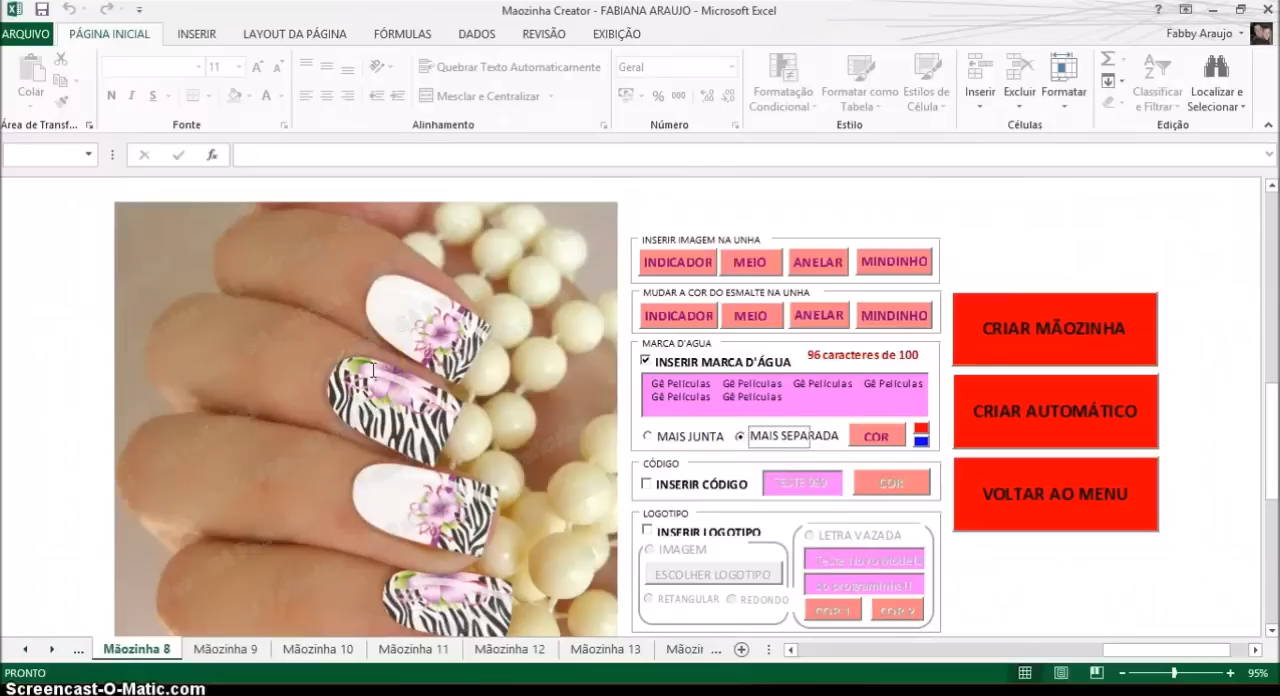 Maozinha Creator - FABIANA ARAUJO - Microsoft Excel
ARQUIVO PÁGINA INICIAL INSERIR LAYOUT DA PÁGINA FÓRMULAS DADOS REVISÃO EXIBIÇÃO Fabby Araujo
Colar
11
Quebrar Texto Automaticamente
Geral
Formatação Condicional
Formatar como Tabela
Estilos de Célula
Inserir Excluir Formatar
Classificar e Filtrar
Localizar e Selecionar
N I S
Mesclar e Centralizar
% 000
Área de Transf... Fonte Alinhamento Número Estilo Células Edição
fx
INSERIR IMAGEM NA UNHA
INDICADOR MEIO ANELAR MINDINHO
MUDAR A COR DO ESMALTE NA UNHA
INDICADOR MEIO ANELAR MINDINHO
MARCA D'AGUA
INSERIR MARCA D'ÁGUA 96 caracteres de 100
Gê Películas Gê Películas Gê Películas Gê Películas
Gê Películas Gê Películas
MAIS JUNTA MAIS SEPARADA COR
CÓDIGO
INSERIR CÓDIGO COR
LOGOTIPO
INSERIR LOGOTIPO
IMAGEM
ESCOLHER LOGOTIPO
RETANGULAR REDONDO
LETRA VAZADA
COR 1 COR 2
CRIAR MÃOZINHA
CRIAR AUTOMÁTICO
VOLTAR AO MENU
... Mãozinha 8 Mãozinha 9 Mãozinha 10 Mãozinha 11 Mãozinha 12 Mãozinha 13 Mãozir ...
PRONTO 95%
Screencast-O-Matic.com